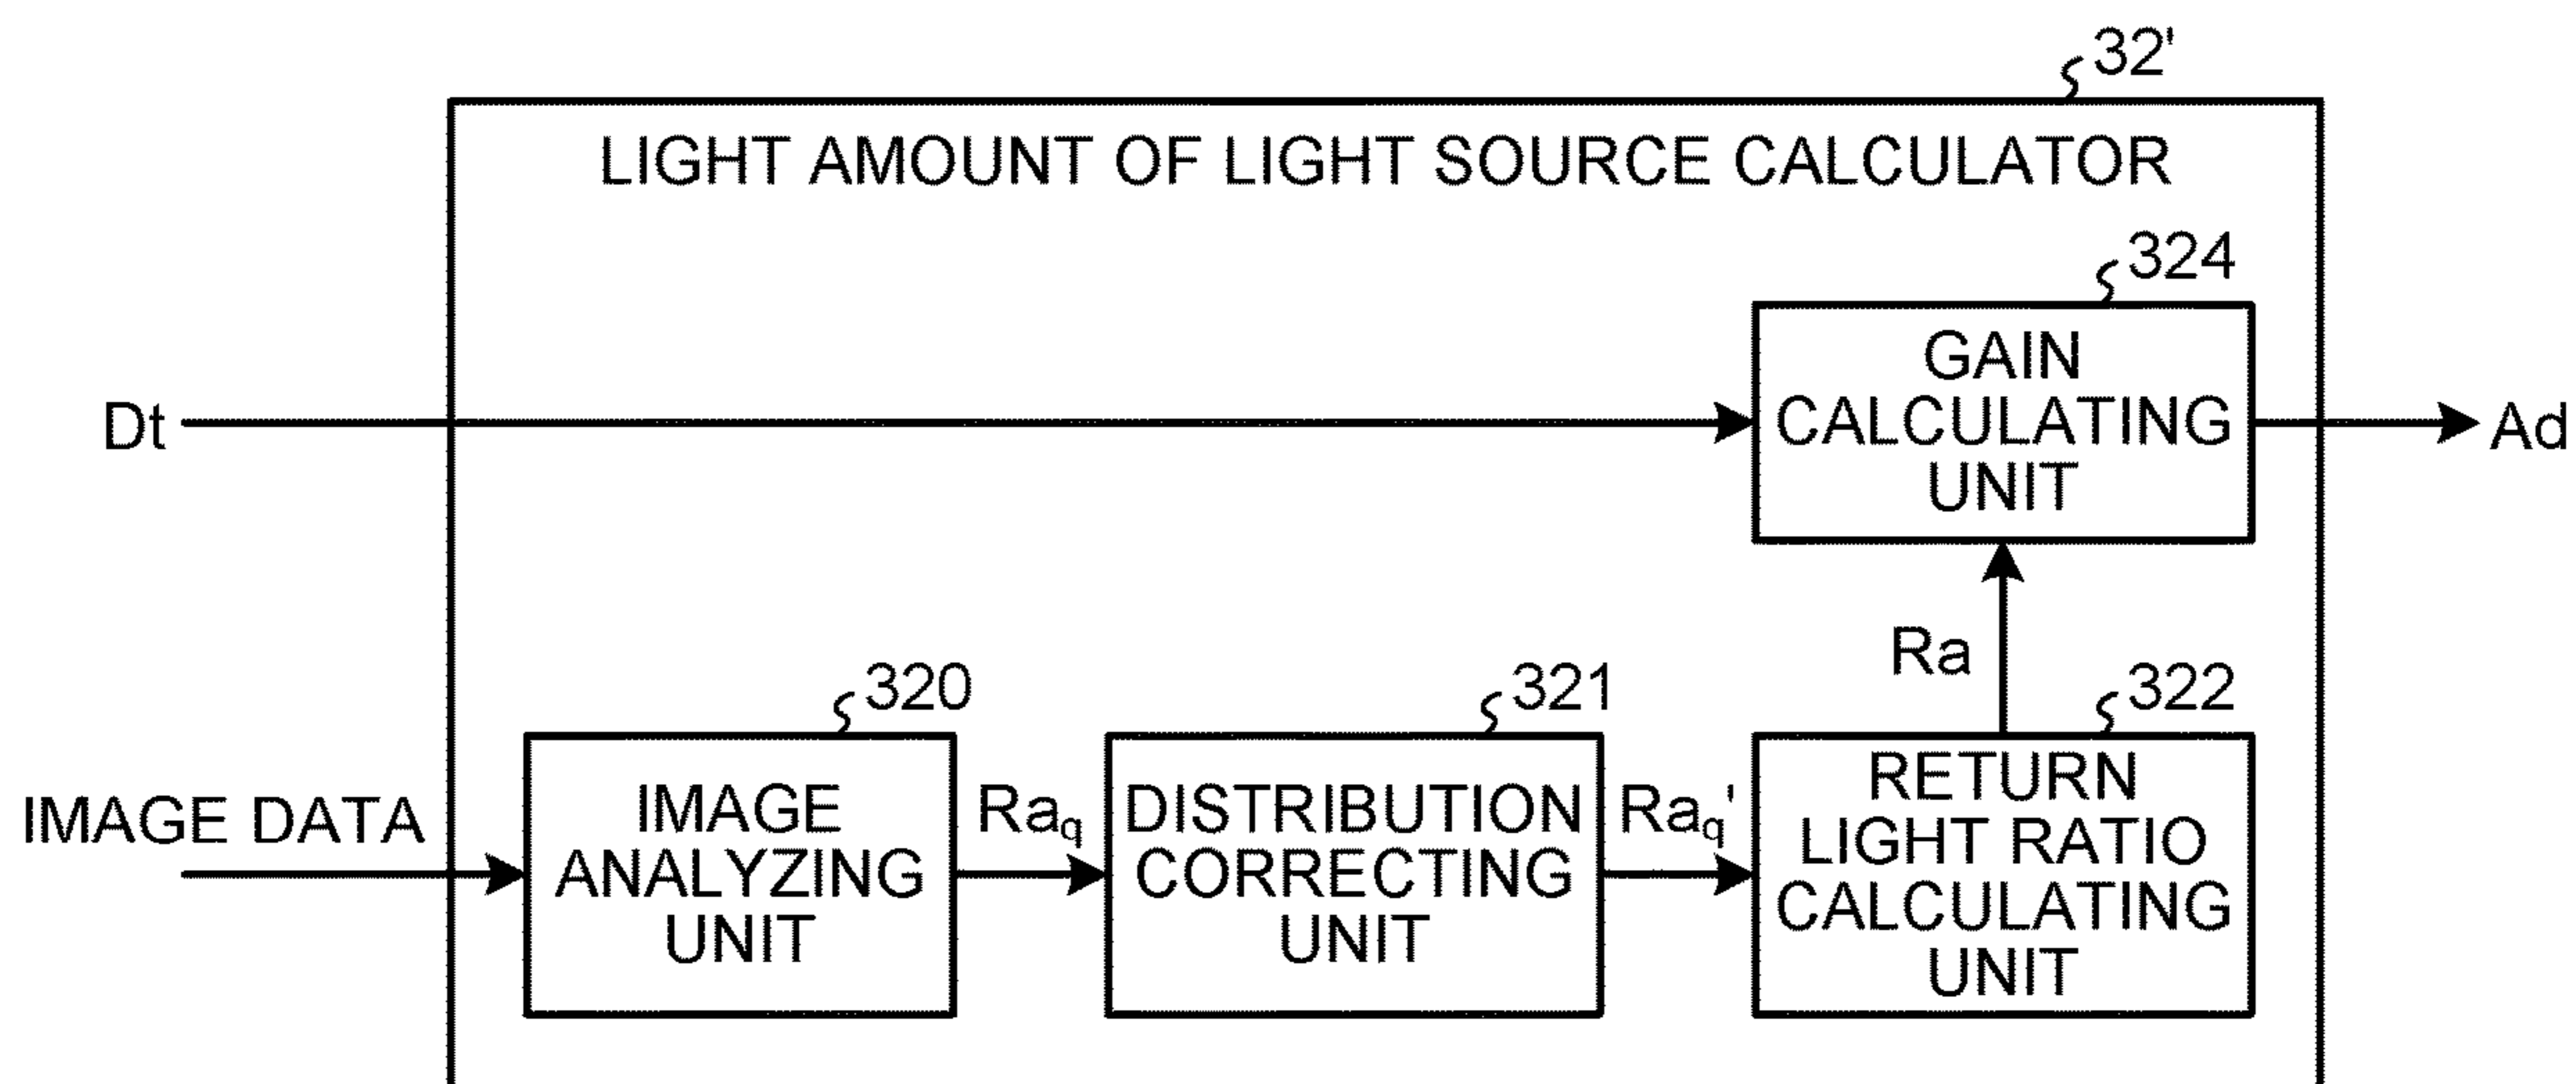 32'
LIGHT AMOUNT OF LIGHT SOURCE CALCULATOR
324
GAIN
CALCULATING
UNIT
Dt
Ad
Ra
320
321
322
IMAGE DATA
IMAGE
ANALYZING
UNIT
Raq
DISTRIBUTION
CORRECTING
UNIT
Raq'
RETURN
LIGHT RATIO
CALCULATING
UNIT